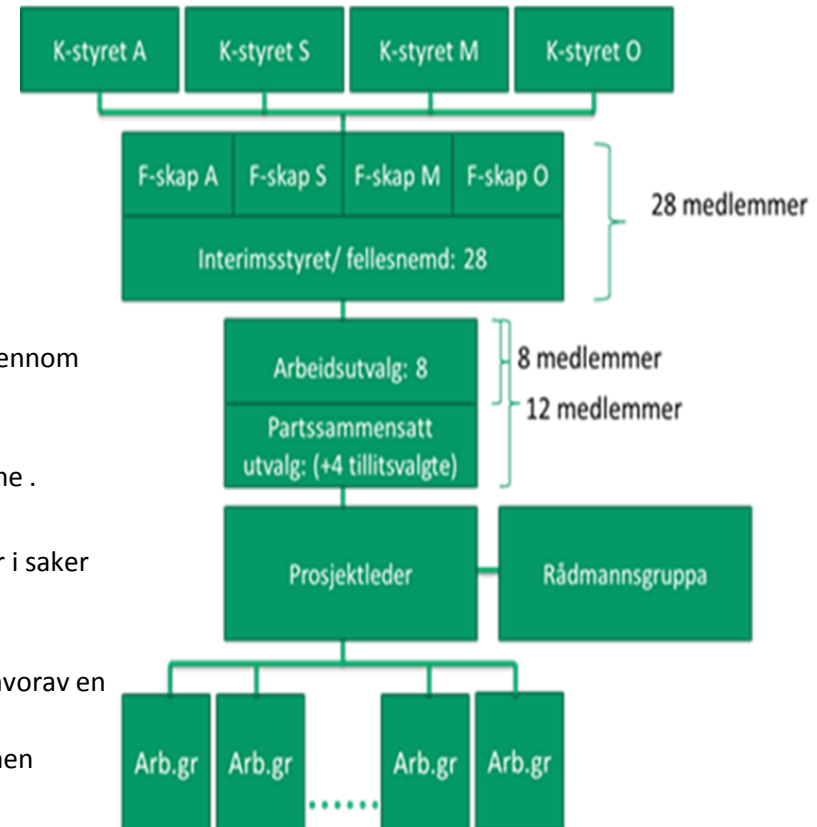 K-styret A
K-styret S
K-styret M
K-styret O
F-skap A
F-skap S
F-skap M
F-skap O
28 medlemmer
Interimsstyret/ fellesnemd: 28
ennom
Arbeidsutvalg: 8
8 medlemmer
12 medlemmer
Partssammensatt
utvalg: (+4 tillitsvalgte)
ne .
r i saker
Prosjektleder
Rådmannsgruppa
vorav en
nen
Arb.gr
Arb.gr
......
Arb.gr
Arb.gr